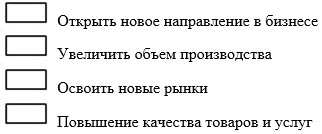 Открыть новое направление в бизнесе
Увеличить объем производства
Освоить новые рынки
Повышение качества товаров и услуг